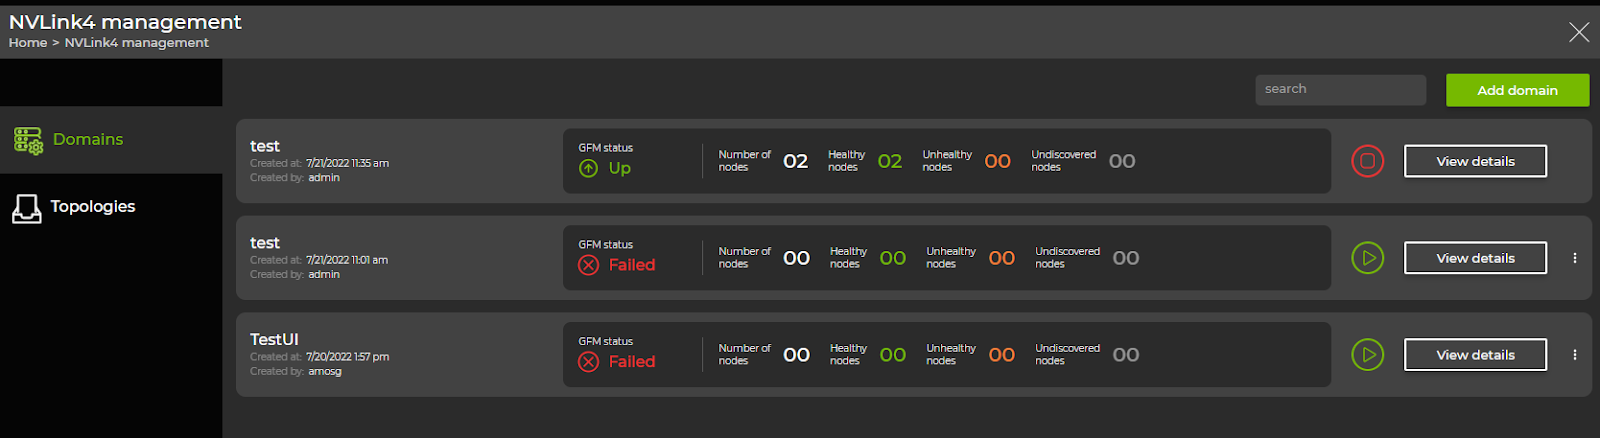 NVLink4 management
Home > NVLink4 management
search
Add domain
Domains
Topologies
test
Created at: 7/21/2022 11:35 am
Created by: admin
GFM status
Up
Number of
nodes
02
Healthy
nodes
02
Unhealthy
nodes
00
Undiscovered
nodes
00
View details
test
Created at: 7/21/2022 11:01 am
Created by: admin
GFM status
Failed
Number of
nodes
00
Healthy
nodes
00
Unhealthy
nodes
00
Undiscovered
nodes
00
View details
TestUI
Created at: 7/20/2022 1:57 pm
Created by: amosg
GFM status
Failed
Number of
nodes
00
Healthy
nodes
00
Unhealthy
nodes
00
Undiscovered
nodes
00
View details